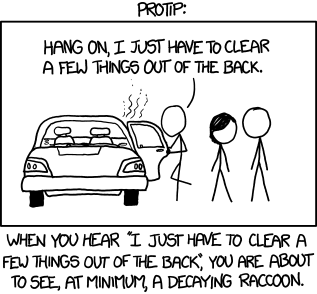 PROTIP:
HANG ON, I JUST HAVE TO CLEAR
A FEW THINGS OUT OF THE BACK.
WHEN YOU HEAR "I JUST HAVE TO CLEAR A
FEW THINGS OUT OF THE BACK", YOU ARE ABOUT
TO SEE, AT MINIMUM, A DECAYING RACCOON.